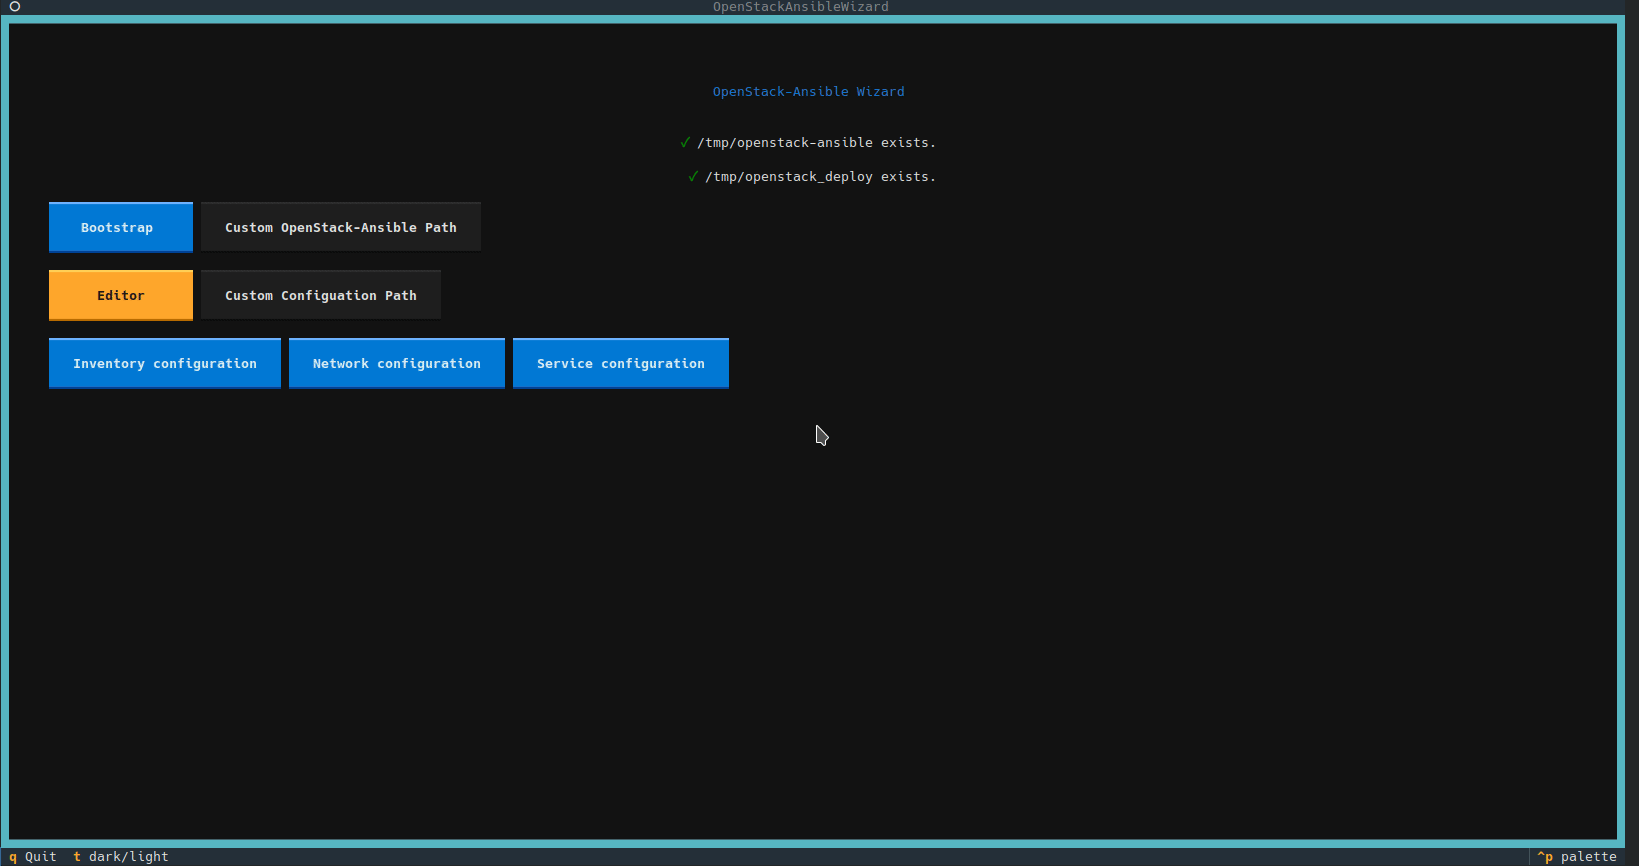 OpenStackAnsibleWizard
OpenStack-Ansible Wizard
✓ /tmp/openstack-ansible exists.
✓ /tmp/openstack_deploy exists.
Bootstrap Custom OpenStack-Ansible Path
Editor Custom Configuation Path
Inventory configuration Network configuration Service configuration
q Quit t dark/light ^p palette